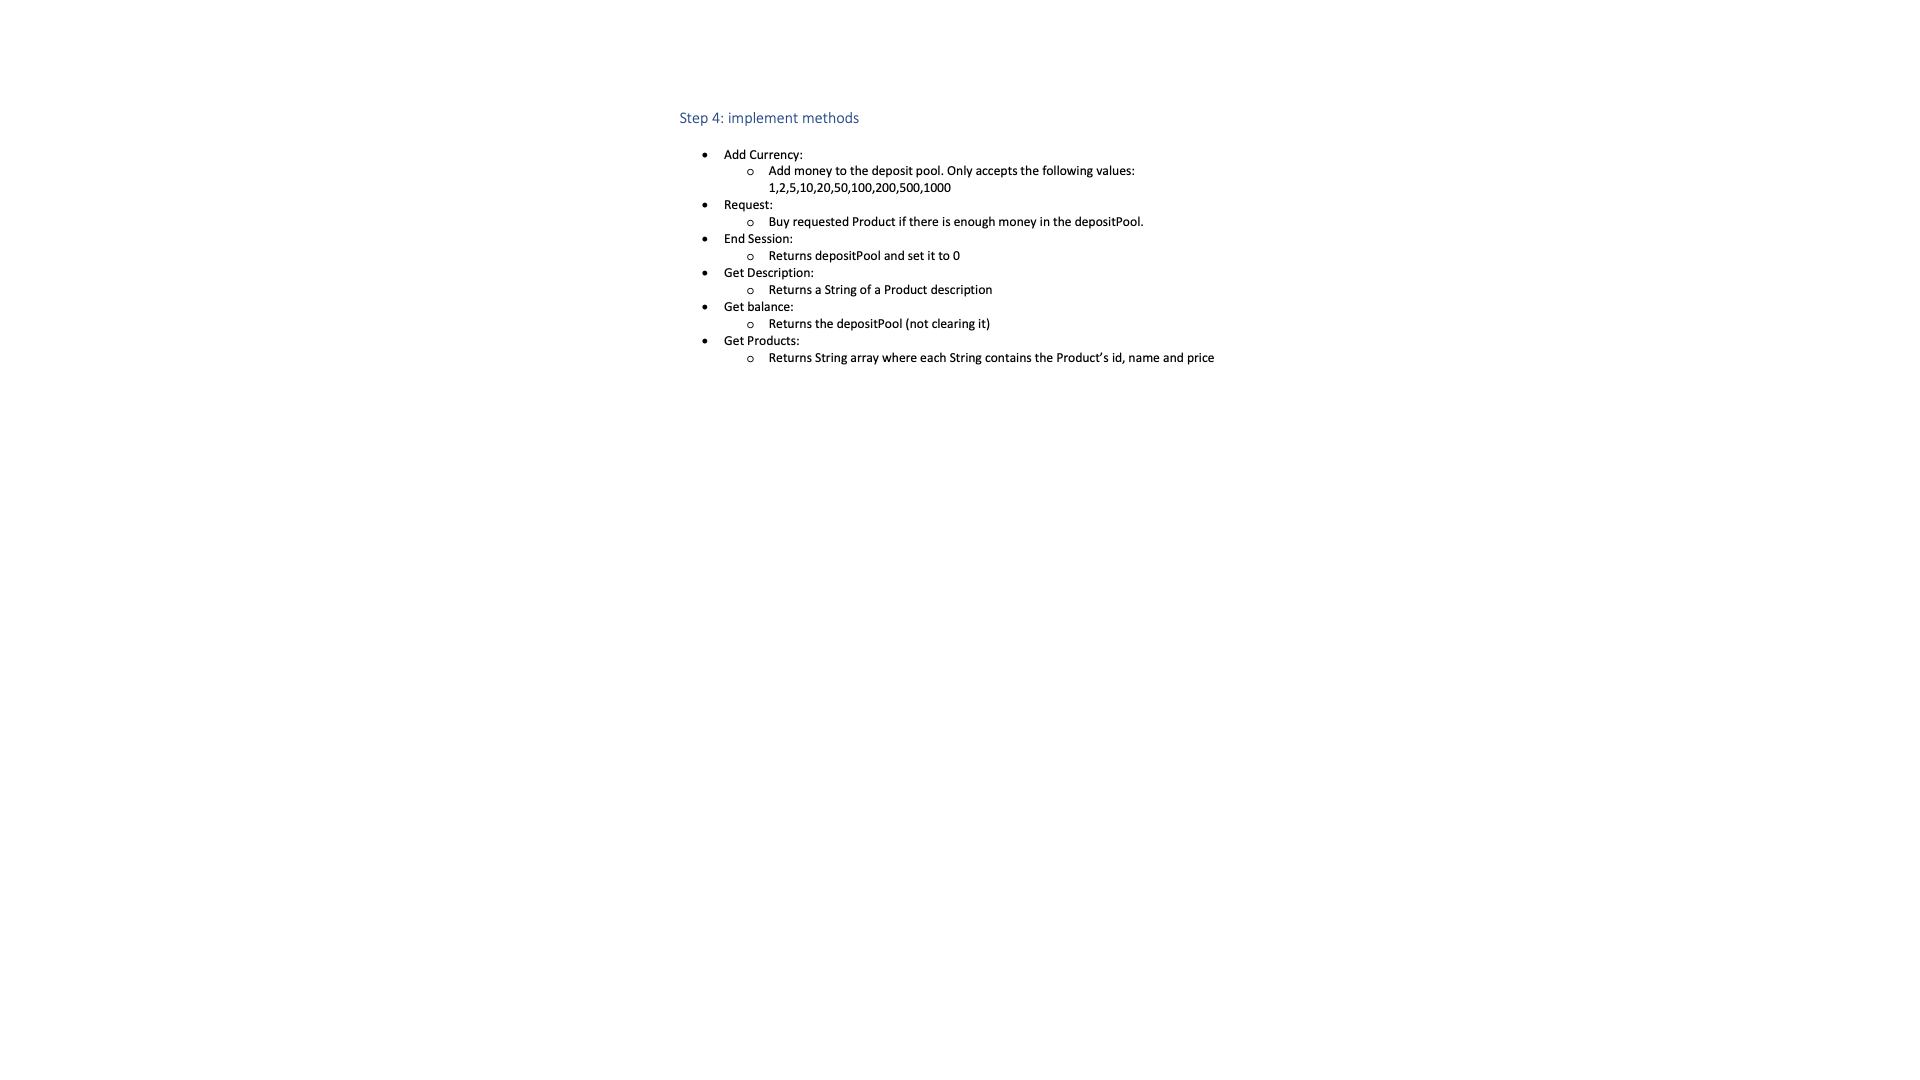 Step 4: implement methods
• Add Currency:
o Add money to the deposit pool. Only accepts the following values:
1,2,5,10,20,50,100,200,500,1000
• Request:
o Buy requested Product if there is enough money in the depositPool.
• End Session:
o Returns depositPool and set it to 0
• Get Description:
o Returns a String of a Product description
• Get balance:
o Returns the depositPool (not clearing it)
• Get Products:
o Returns String array where each String contains the Product’s id, name and price